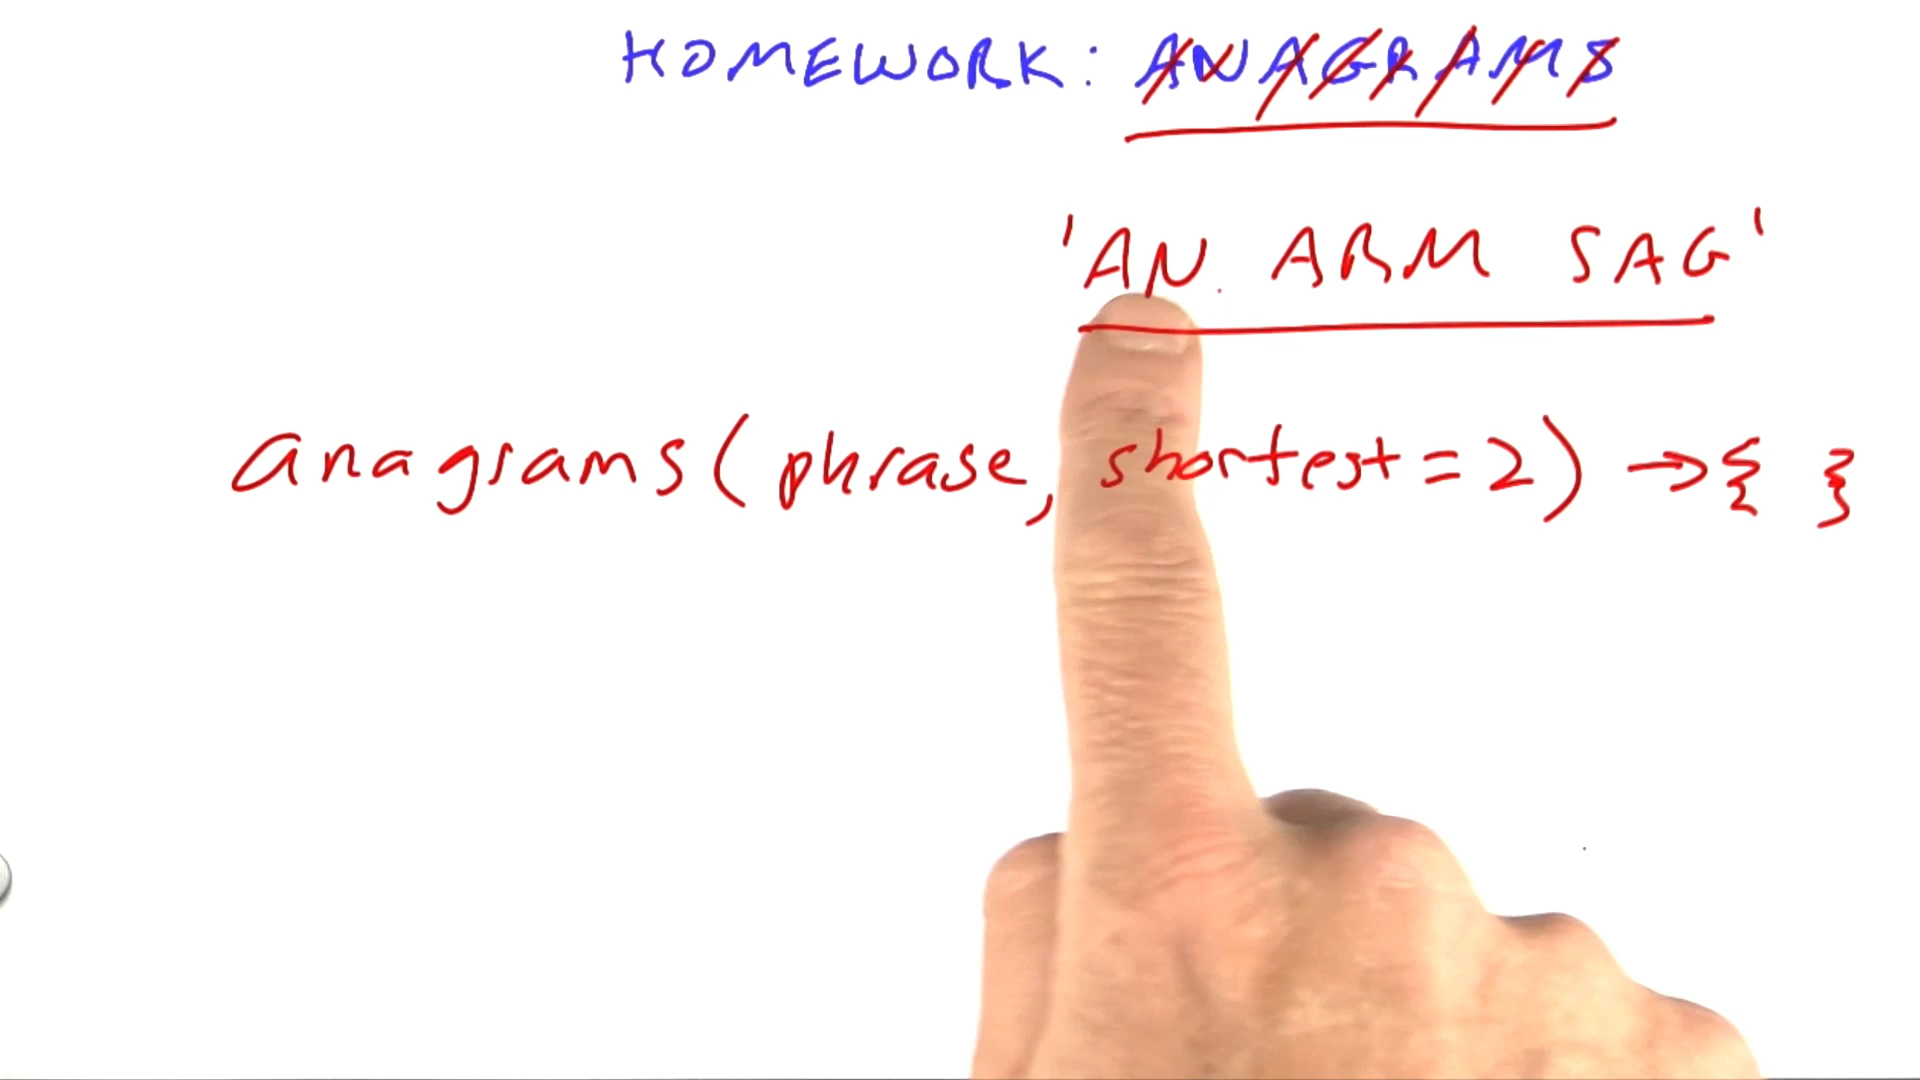 HOMEWORK: ANAGRAMS
'AN ARM SAG'
anagrams(phrase, shortest=2) → { }